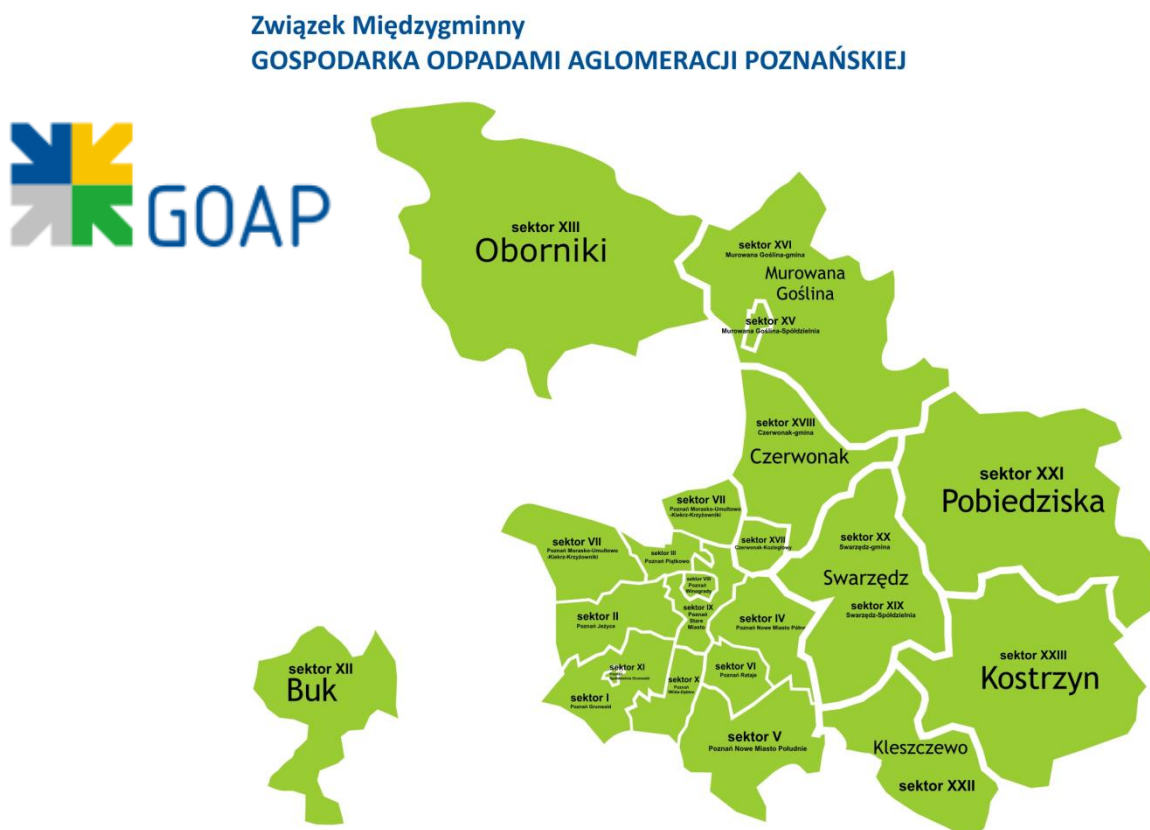 Związek Międzygminny
GOSPODARKA ODPADAMI AGLOMERACJI POZNAŃSKIEJ
GOAP
sektor XIII
Oborniki
sektor XVI
Murowana Goślina-gmina
Murowana
Goślina
sektor XV
Murowana Goślina-Spółdzielnia
sektor XVIII
Czerwonak-gmina
Czerwonak
sektor XXI
Pobiedziska
sektor VII
Poznań Morasko-Umultowo
-Kiekrz-Krzyżowniki
sektor VII
Poznań Morasko-Umultowo
-Kiekrz-Krzyżowniki
sektor III
Poznań Piątkowo
sektor XVII
Czerwonak-Koziegłowy
sektor XX
Swarzędz-gmina
Swarzędz
sektor XIX
Swarzędz-Spółdzielnia
sektor VIII
Poznań
Winogrady
sektor II
Poznań Jeżyce
sektor IX
Poznań
Stare
Miasto
sektor IV
Poznań Nowe Miasto Półno
sektor XII
Buk
sektor XI
sektor X
Poznań
Wilda-Dębiec
sektor VI
Poznań Rataje
sektor XXIII
Kostrzyn
sektor I
Poznań Grunwald
sektor V
Poznań Nowe Miasto Południe
Kleszczewo
sektor XXII